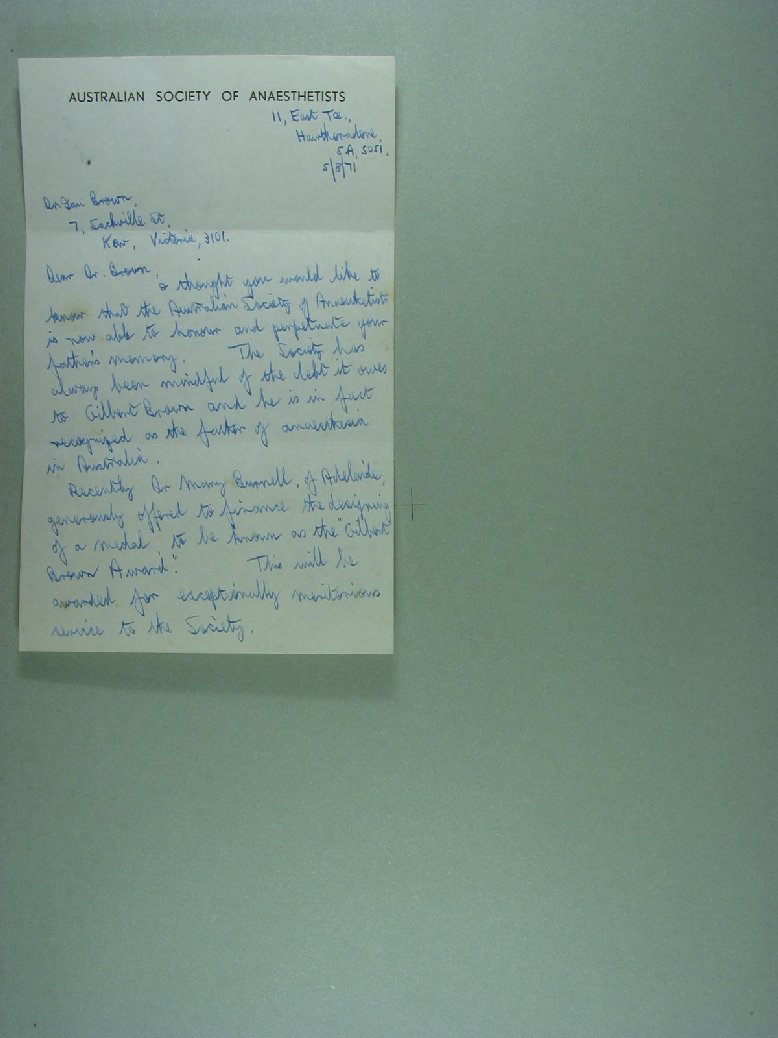 AUSTRALIAN SOCIETY OF ANAESTHETISTS
11, East Tce.,
Hawthorndene,
S.A. 5051.
5/8/71
Dr. Ian Brown,
7, Sackville St.,
Kew, Victoria, 3101.
Dear Dr. Brown,
I thought you would like to
know that the Australian Society of Anaesthetists
is now able to honour and perpetuate your
father's memory. The Society has
always been mindful of the debt it owes
to Gilbert Brown and he is in fact
recognized as the father of anaesthesia
in Australia.
Recently Dr Mary Burnell, of Adelaide,
generously offered to finance the designing
of a medal, to be known as the "Gilbert
Brown Award". This will be
awarded for exceptionally meritorious
service to the Society.